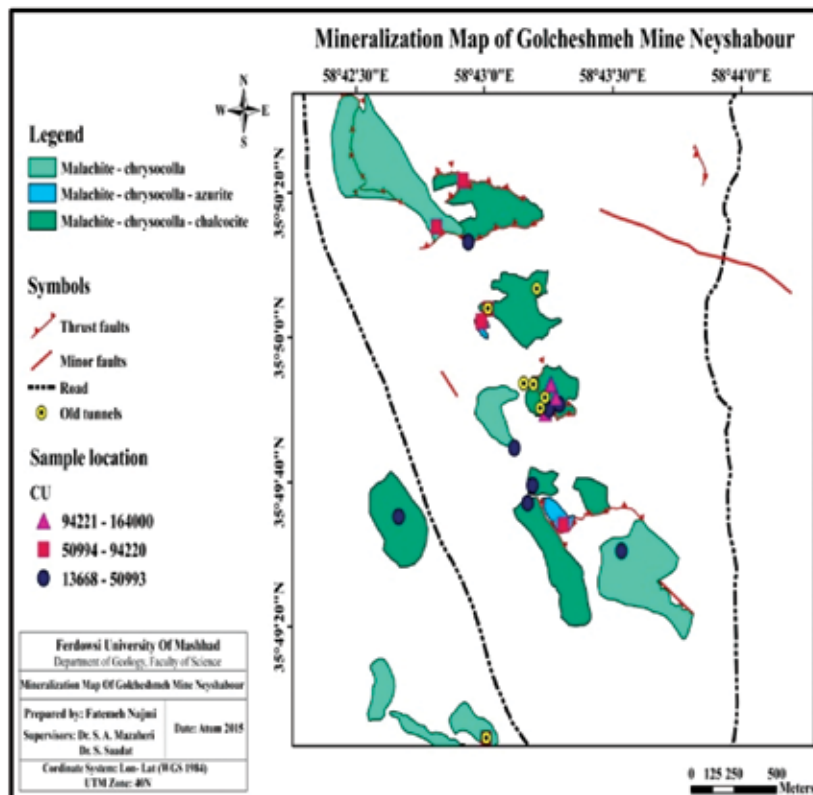 Mineralization Map of Golcheshmeh Mine Neyshabour
58°42'30"E 58°43'0"E 58°43'30"E 58°44'0"E
N
W E
S
35°50'20"N
35°50'0"N
35°49'40"N
35°49'20"N
Legend
Malachite - chrysocolla
Malachite - chrysocolla - azurite
Malachite - chrysocolla - chalcocite
Symbols
Thrust faults
Minor faults
Road
Old tunnels
Sample location
CU
94221 - 164000
50994 - 94220
13668 - 50993
Ferdowsi University Of Mashhad
Department of Geology, Faculty of Science
Mineralization Map Of Golcheshmeh Mine Neyshabour
Prepared by: Fatemeh Najmi
Supervisors: Dr. S. A. Mazaheri
Dr. S. Saadat
Date: Atum 2015
Cordinate System: Lon- Lat (WGS 1984)
UTM Zone: 40N
0 125 250 500
Meters